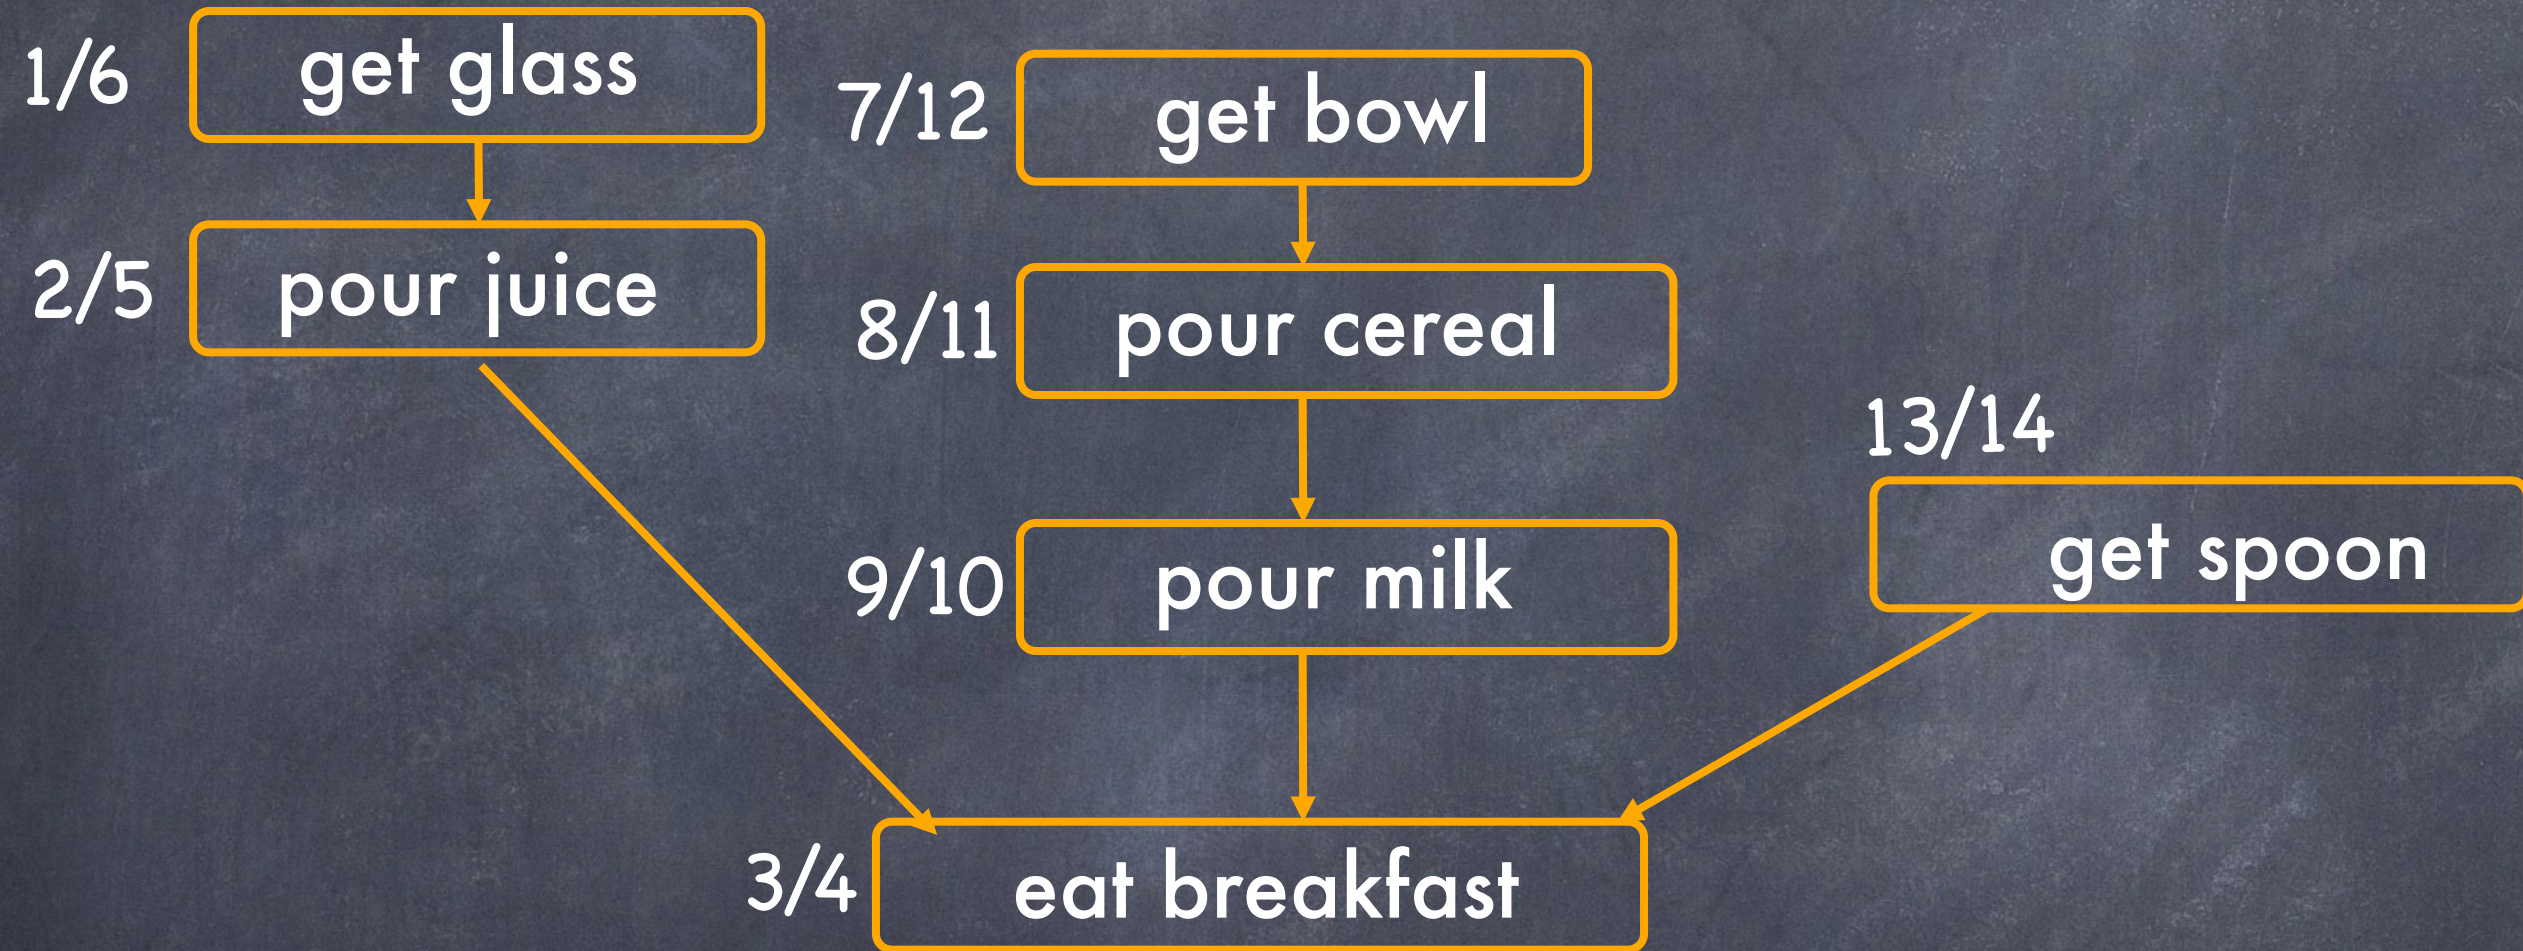 1/6
get glass
7/12
get bowl
2/5
pour juice
8/11
pour cereal
13/14
get spoon
9/10
pour milk
3/4
eat breakfast